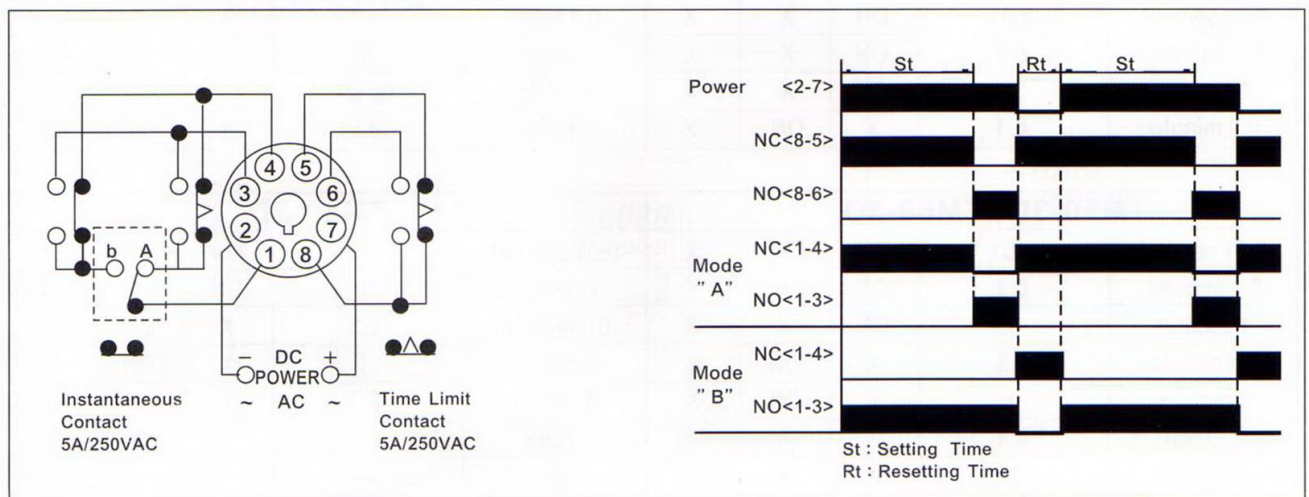 4 5
3 6
2 7
1 8
b A
− DC +
POWER
~ AC ~
Instantaneous
Contact
5A/250VAC
Time Limit
Contact
5A/250VAC
St Rt St
Power <2-7>
NC<8-5>
NO<8-6>
Mode
" A"
NC<1-4>
NO<1-3>
Mode
" B"
NC<1-4>
NO<1-3>
St : Setting Time
Rt : Resetting Time